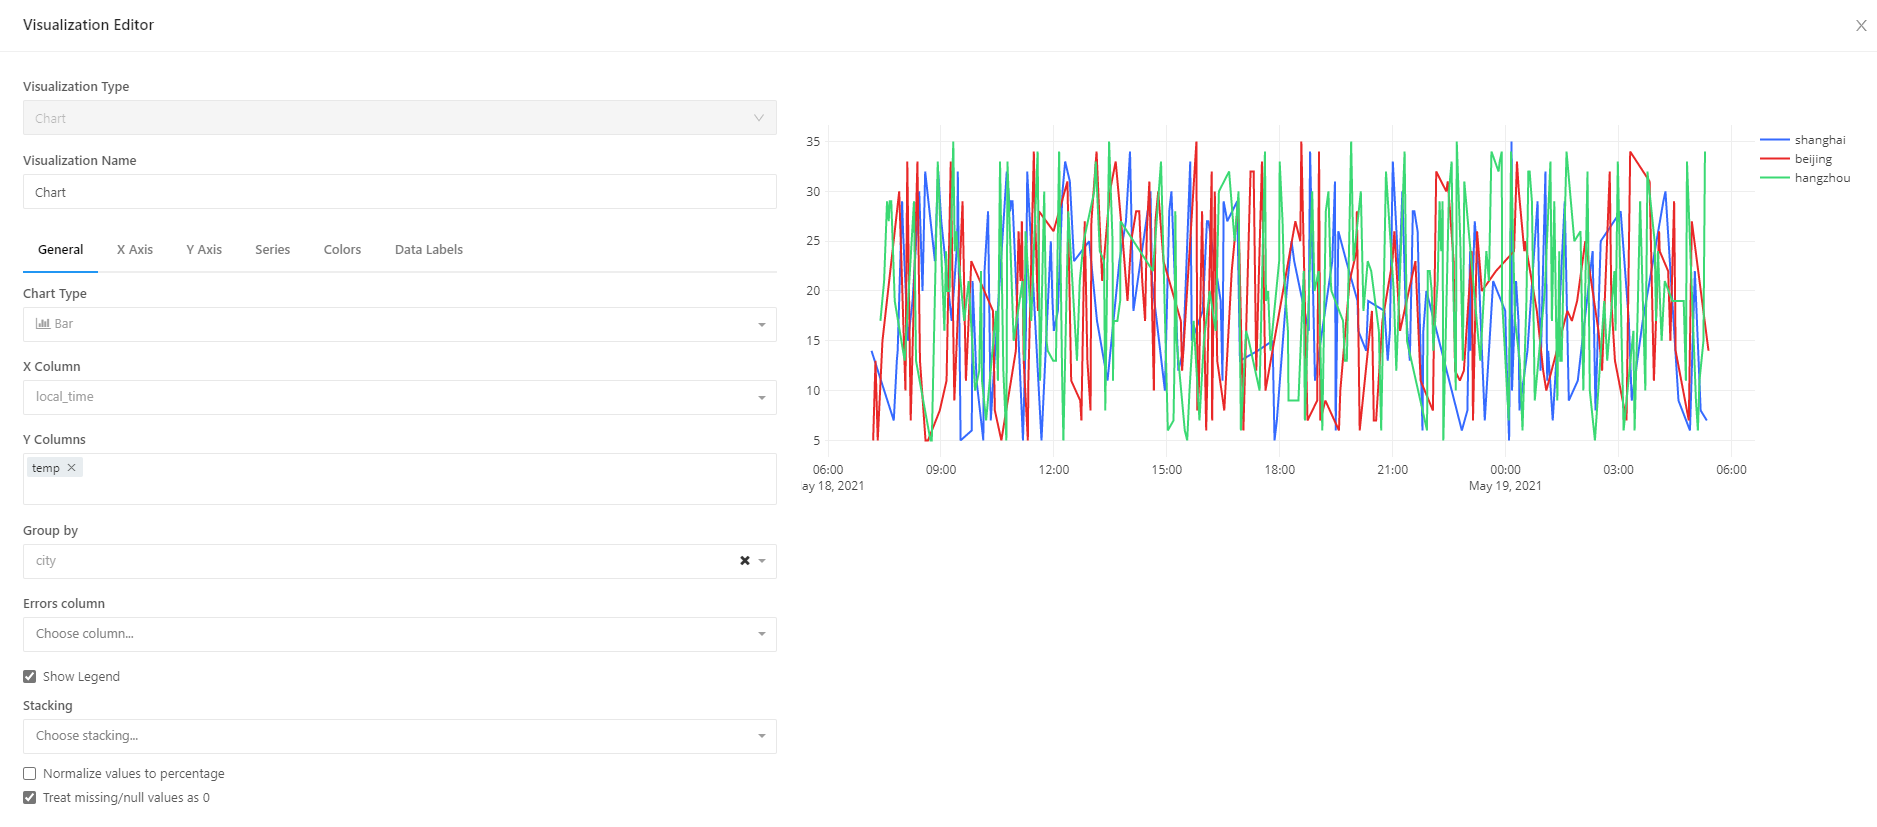 Visualization Editor
Visualization Type
Chart
Visualization Name
Chart
General X Axis Y Axis Series Colors Data Labels
Chart Type
Bar
X Column
local_time
Y Columns
temp
Group by
city
Errors column
Choose column...
Show Legend
Stacking
Choose stacking...
Normalize values to percentage
Treat missing/null values as 0
35
30
25
20
15
10
5
06:00 09:00 12:00 15:00 18:00 21:00 00:00 03:00 06:00
ay 18, 2021 May 19, 2021
shanghai
beijing
hangzhou